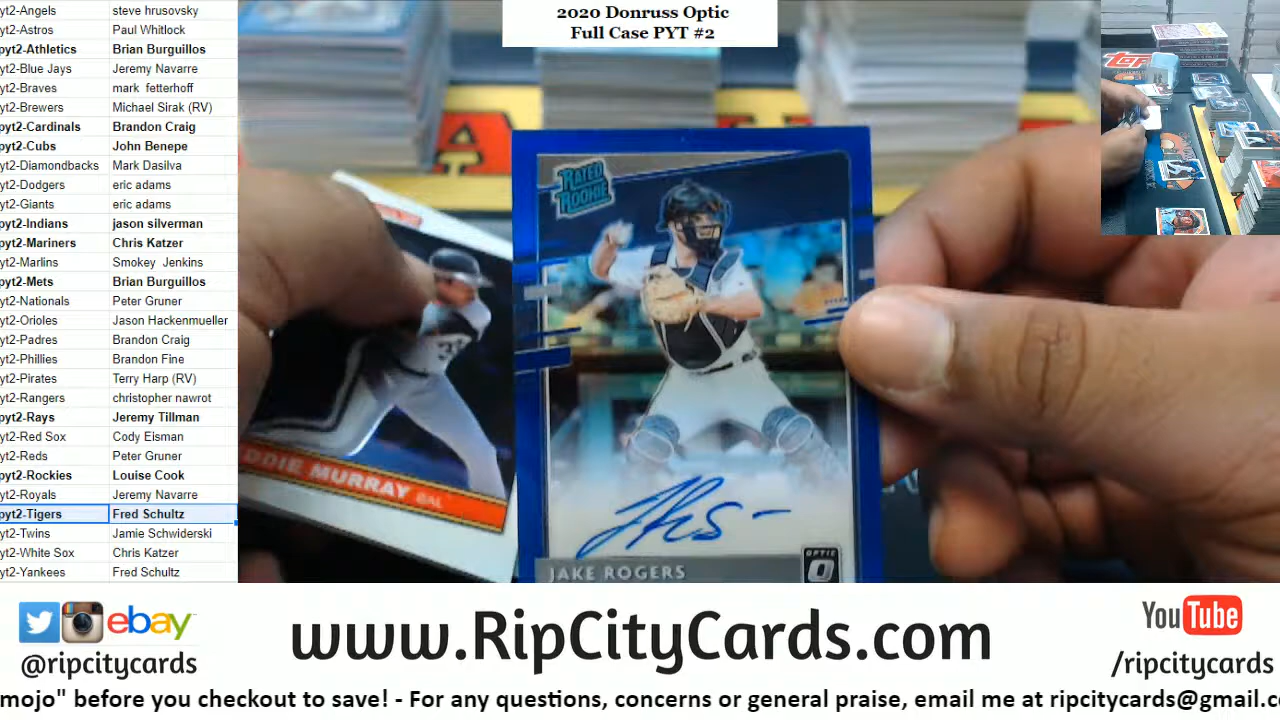 yt2-Angels steve hrusovsky
yt2-Astros Paul Whitlock
pyt2-Athletics Brian Burguillos
yt2-Blue Jays Jeremy Navarre
yt2-Braves mark fetterhoff
yt2-Brewers Michael Sirak (RV)
pyt2-Cardinals Brandon Craig
pyt2-Cubs John Benepe
yt2-Diamondbacks Mark Dasilva
yt2-Dodgers eric adams
yt2-Giants eric adams
pyt2-Indians jason silverman
pyt2-Mariners Chris Katzer
yt2-Marlins Smokey Jenkins
pyt2-Mets Brian Burguillos
yt2-Nationals Peter Gruner
yt2-Orioles Jason Hackenmueller
yt2-Padres Brandon Craig
yt2-Phillies Brandon Fine
yt2-Pirates Terry Harp (RV)
yt2-Rangers christopher nawrot
pyt2-Rays Jeremy Tillman
yt2-Red Sox Cody Elsman
yt2-Reds Peter Gruner
pyt2-Rockies Louise Cook
yt2-Royals Jeremy Navarre
pyt2-Tigers Fred Schultz
yt2-Twins Jamie Schwiderski
yt2-White Sox Chris Katzer
yt2-Yankees Fred Schultz
2020 Donruss Optic
Full Case PYT #2
RATED
ROOKIE
DDIE MURRAY BAL
JAKE ROGERS
OPTIC
ebay
@ripcitycards
www.RipCityCards.com
YouTube
/ripcitycards
mojo" before you checkout to save! - For any questions, concerns or general praise, email me at ripcitycards@gmail.c